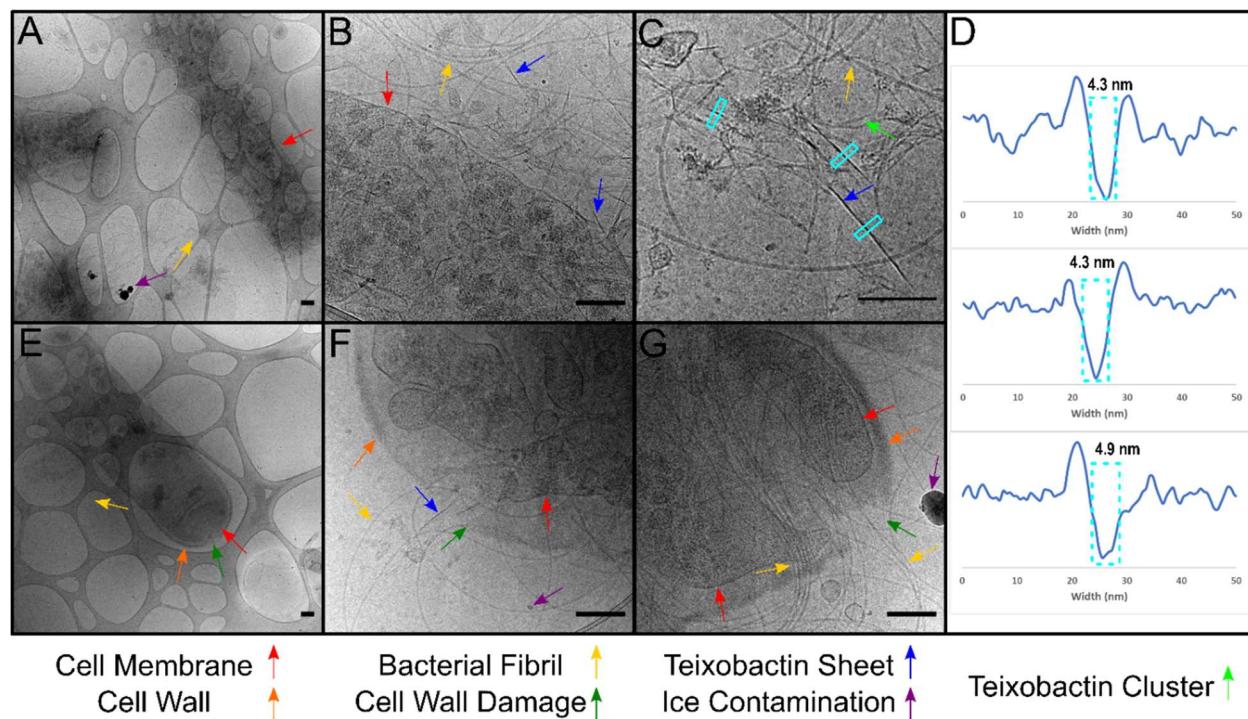 A
B
C
D
4.3 nm
0 10 20 30 40 50
Width (nm)
4.3 nm
0 10 20 30 40 50
Width (nm)
4.9 nm
0 10 20 30 40 50
Width (nm)
E
F
G
Cell Membrane
Bacterial Fibril
Teixobactin Sheet
Teixobactin Cluster
Cell Wall
Cell Wall Damage
Ice Contamination